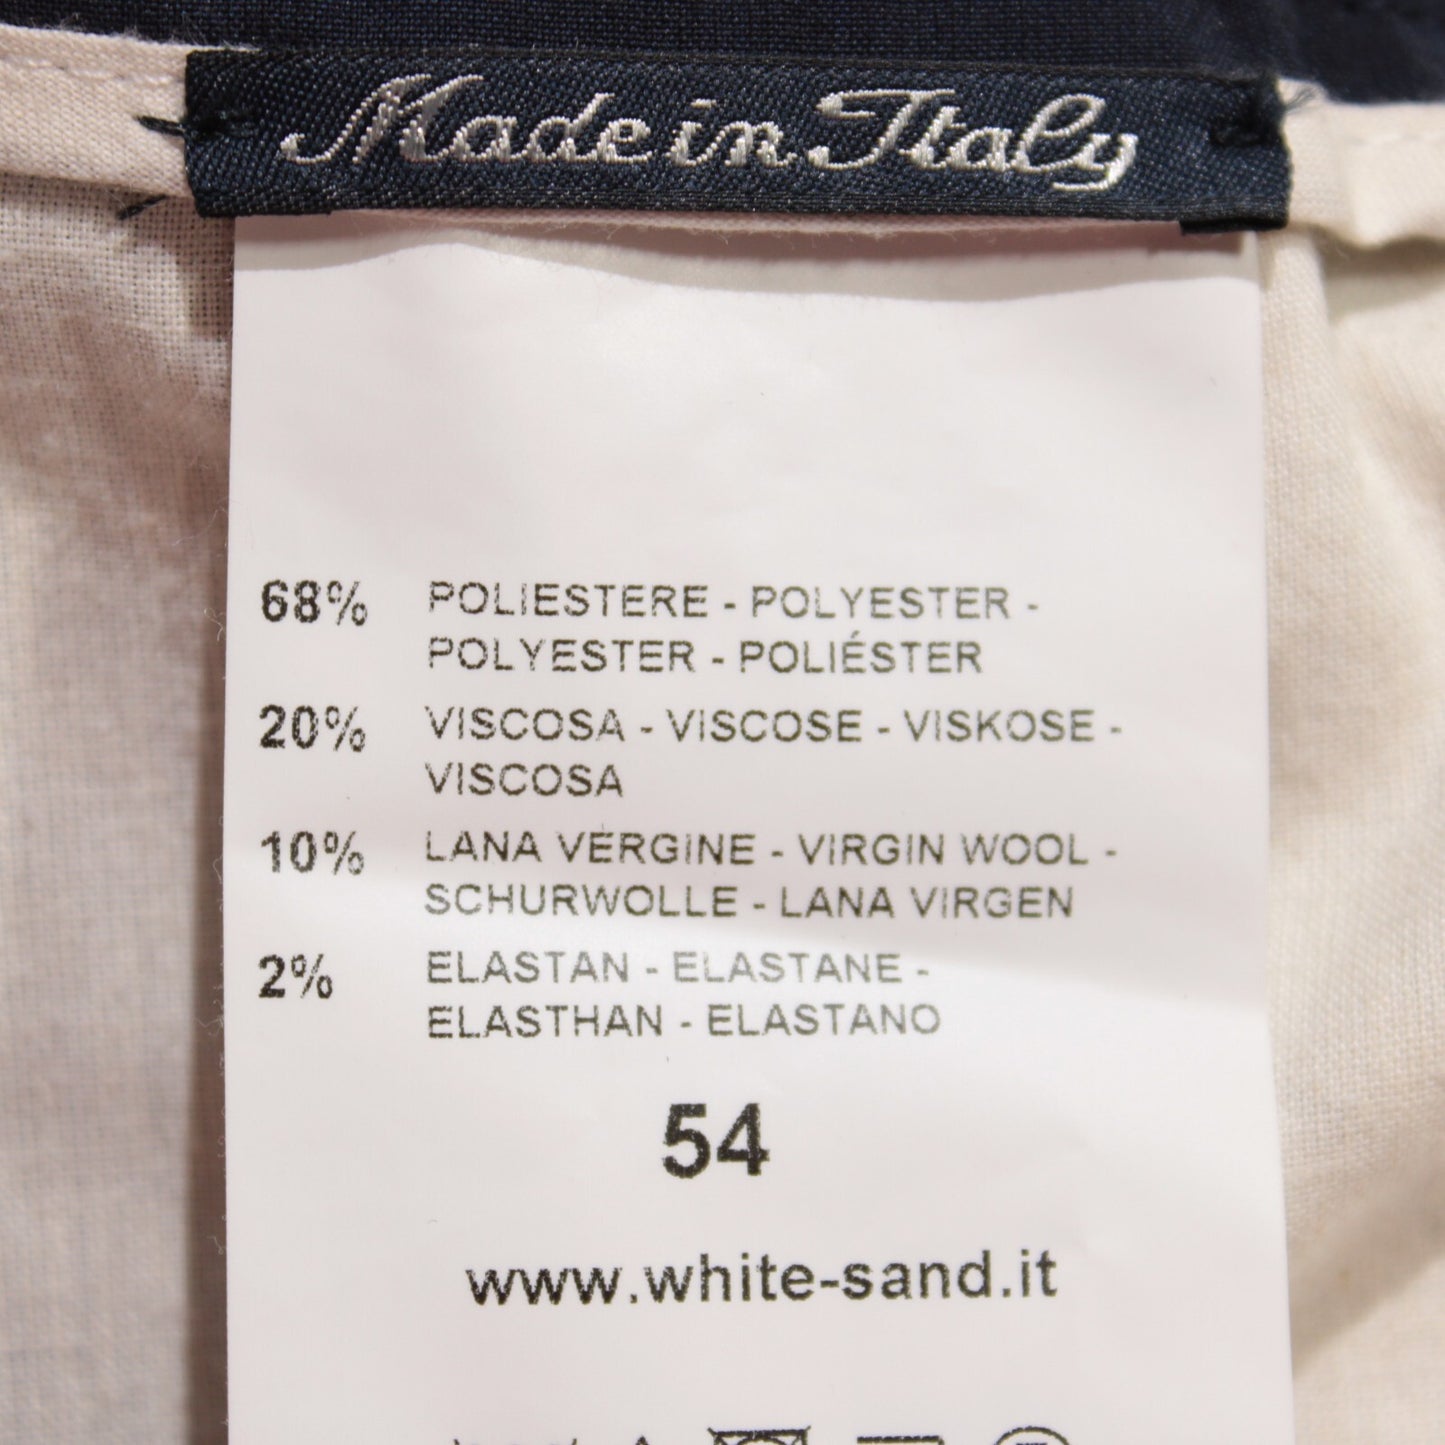 Made in Italy
68% POLIESTERE - POLYESTER -
POLYESTER - POLIÉSTER
20% VISCOSA - VISCOSE - VISKOSE -
VISCOSA
10% LANA VERGINE - VIRGIN WOOL -
SCHURWOLLE - LANA VIRGEN
2% ELASTAN - ELASTANE -
ELASTHAN - ELASTANO
54
www.white-sand.it